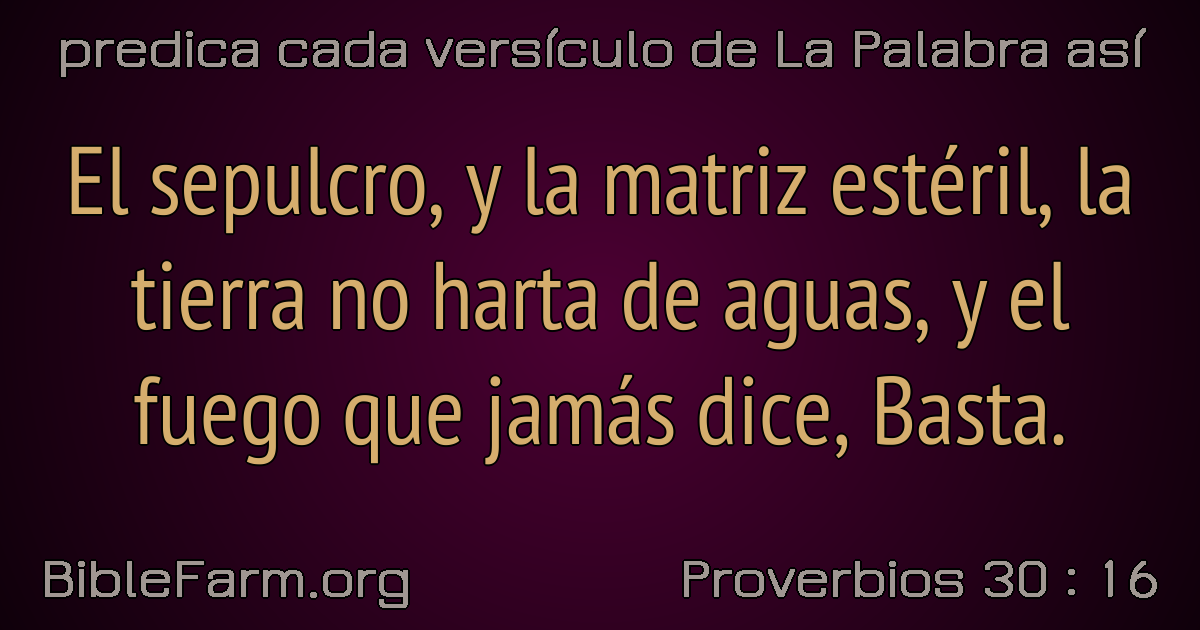 predica cada versículo de La Palabra así
El sepulcro, y la matriz estéril, la
tierra no harta de aguas, y el
fuego que jamás dice, Basta.
BibleFarm.org
Proverbios 30 : 16